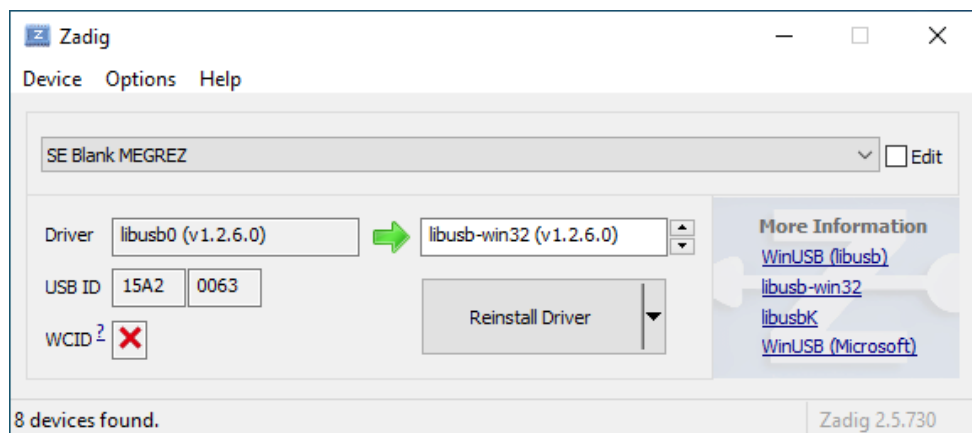 Zadig
Device Options Help
SE Blank MEGREZ
Edit
Driver libusb0 (v1.2.6.0) libusb-win32 (v1.2.6.0)
USB ID 15A2 0063
WCID ?
Reinstall Driver
More Information
WinUSB (libusb)
libusb-win32
libusbK
WinUSB (Microsoft)
8 devices found.
Zadig 2.5.730